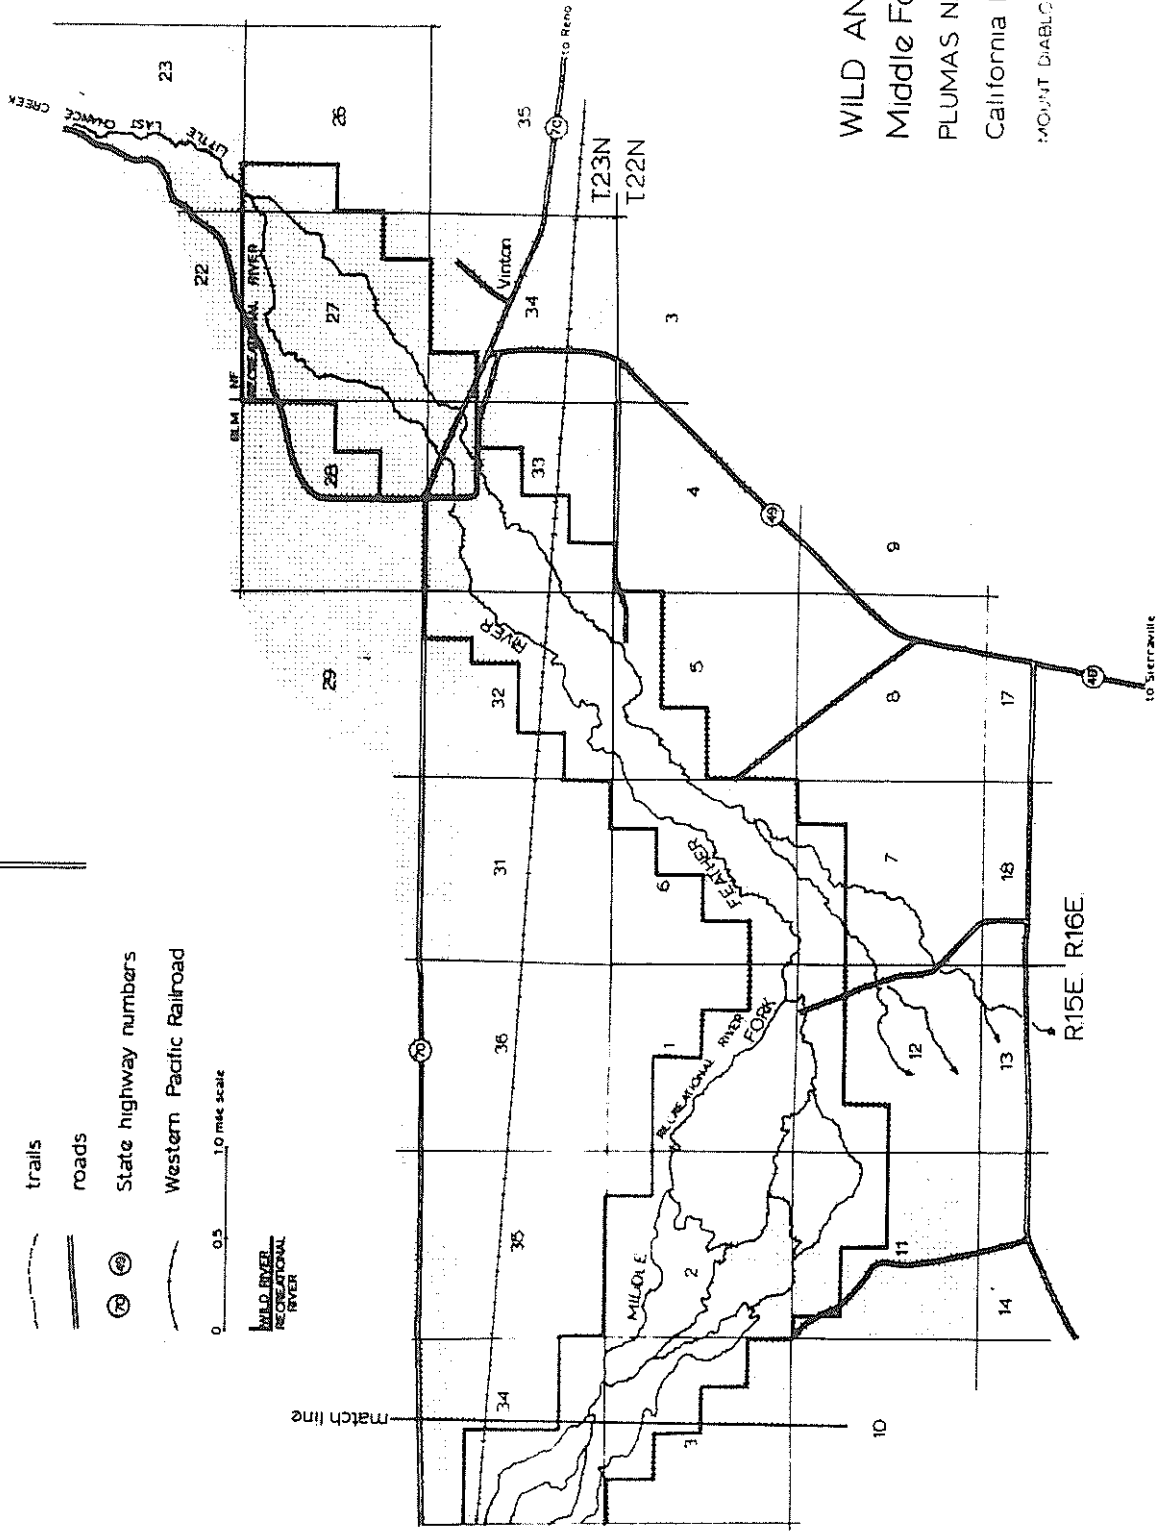 trails
roads
70 49 State highway numbers
Western Pacific Railroad
0 0.5 1.0 mile scale
WILD RIVER
RECREATIONAL
RIVER
WILD AN
Middle Fo
PLUMAS N
California
MOUNT DIABLO
LITTLE LAST CHANCE CREEK
23
22
26
BLM NF
RECREATIONAL RIVER
27
28
29
to Reno
35
70
T.23N
T.22N
Vinton
34
33
32
31
36
35
34
70
match line
RIVER
FEATHER
FORK
MIDDLE
RECREATIONAL RIVER
3
4
5
6
1
2
3
49
9
8
7
12
11
10
17
18
13
14
49
to Sierraville
R15E R16E